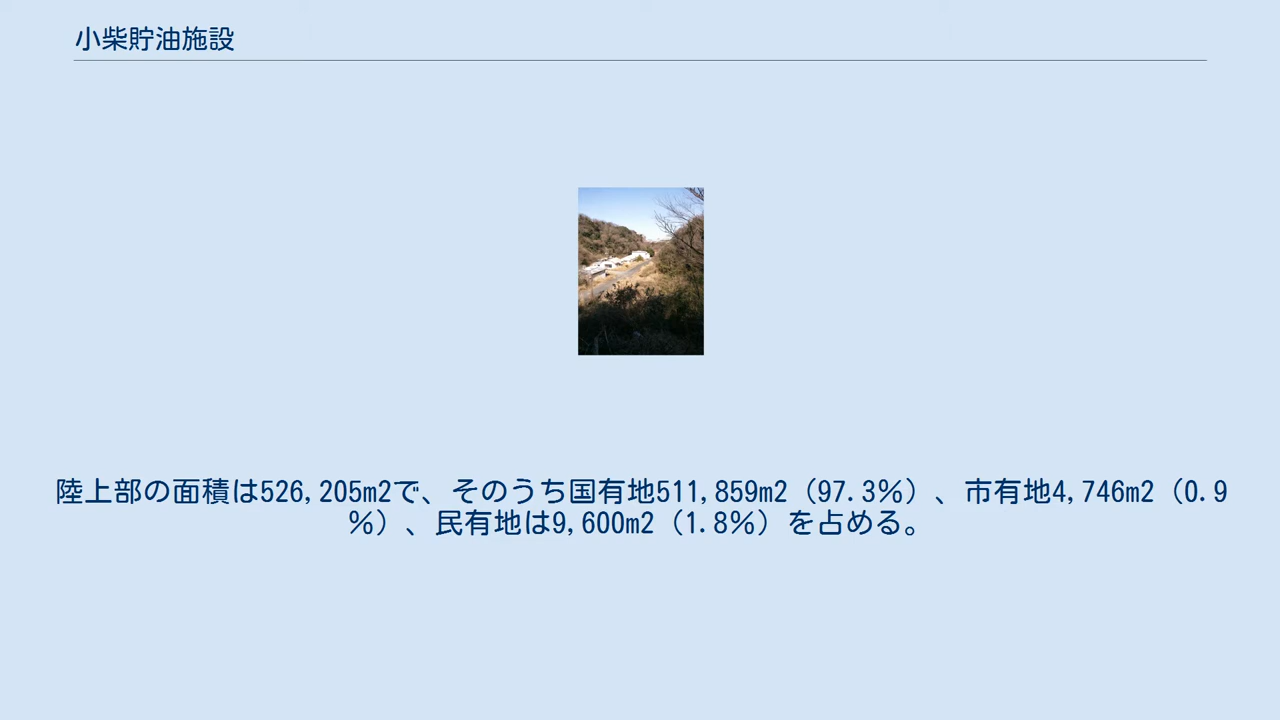 小柴貯油施設
陸上部の面積は526,205m2で、そのうち国有地511,859m2（97.3％）、市有地4,746m2（0.9
％）、民有地は9,600m2（1.8％）を占める。